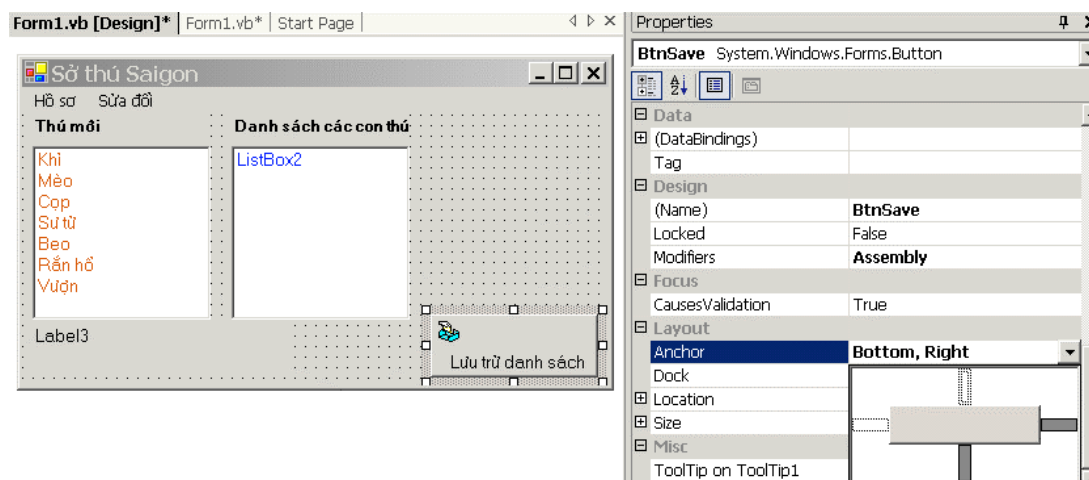 Form1.vb [Design]* Form1.vb* Start Page
Sở thú Saigon
Hồ sơ Sửa đổi
Thú mới Danh sách các con thú
Khỉ
Mèo
Cọp
Sư tử
Beo
Rắn hổ
Vượn
ListBox2
Label3
Lưu trữ danh sách
Properties
BtnSave System.Windows.Forms.Button
Data
(DataBindings)
Tag
Design
(Name) BtnSave
Locked False
Modifiers Assembly
Focus
CausesValidation True
Layout
Anchor Bottom, Right
Dock
Location
Size
Misc
ToolTip on ToolTip1